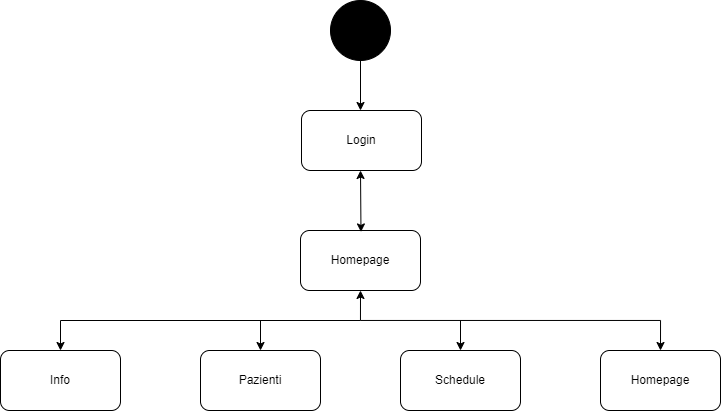 Login
Homepage
Info
Pazienti
Schedule
Homepage